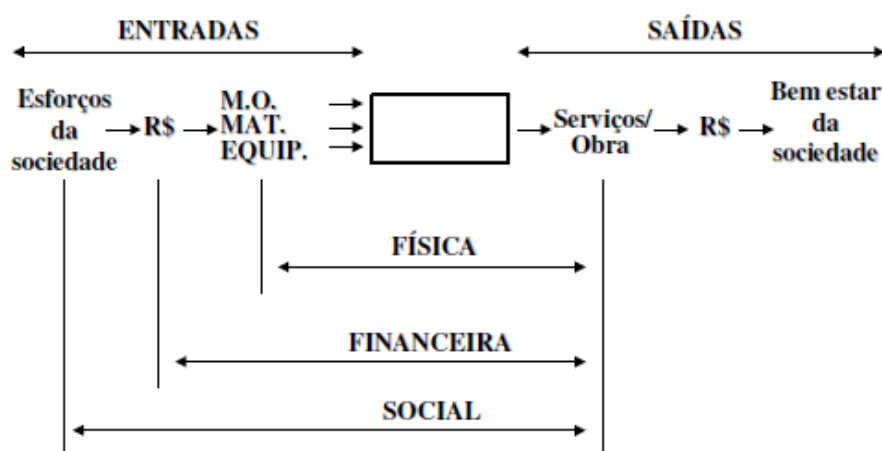 ENTRADAS
SAÍDAS
Esforços
da
sociedade
R$
M.O.
MAT.
EQUIP.
Serviços/
Obra
R$
Bem estar
da
sociedade
FÍSICA
FINANCEIRA
SOCIAL